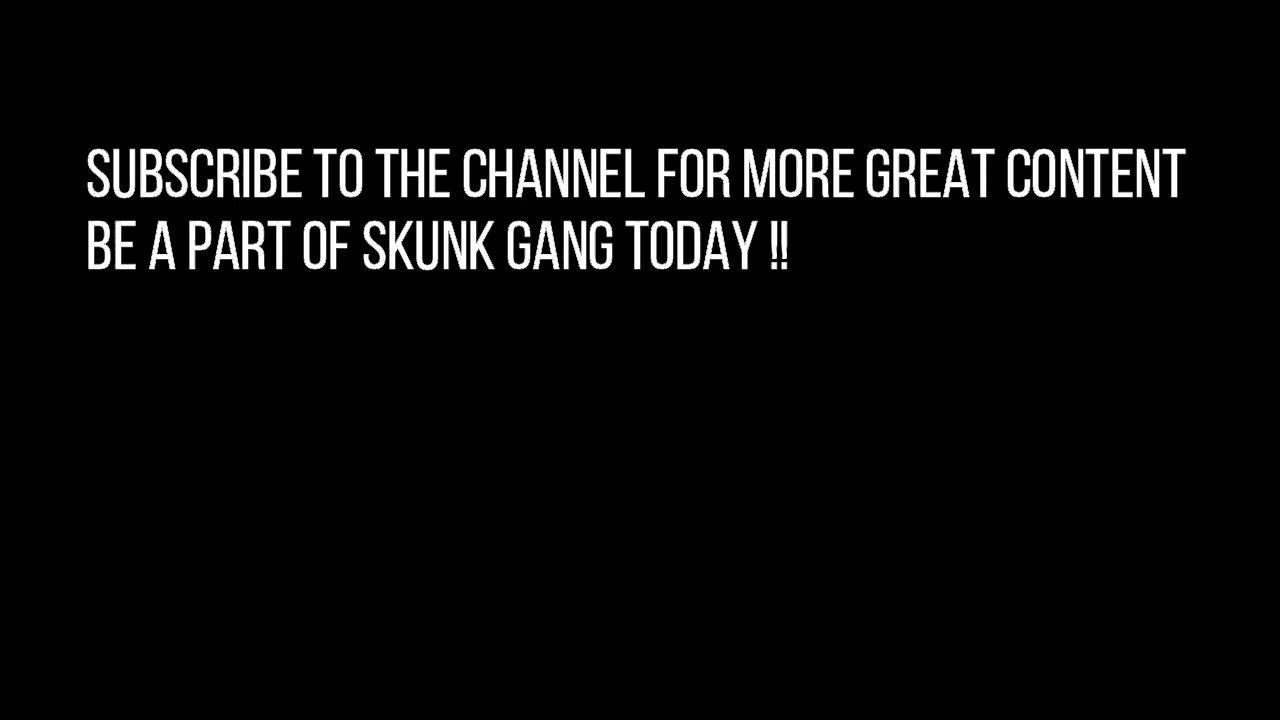 SUBSCRIBE TO THE CHANNEL FOR MORE GREAT CONTENT
BE A PART OF SKUNK GANG TODAY !!